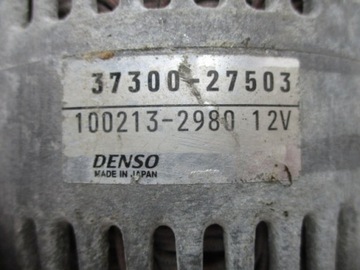 37300-27503
100213-2980 12V
DENSO
MADE IN JAPAN